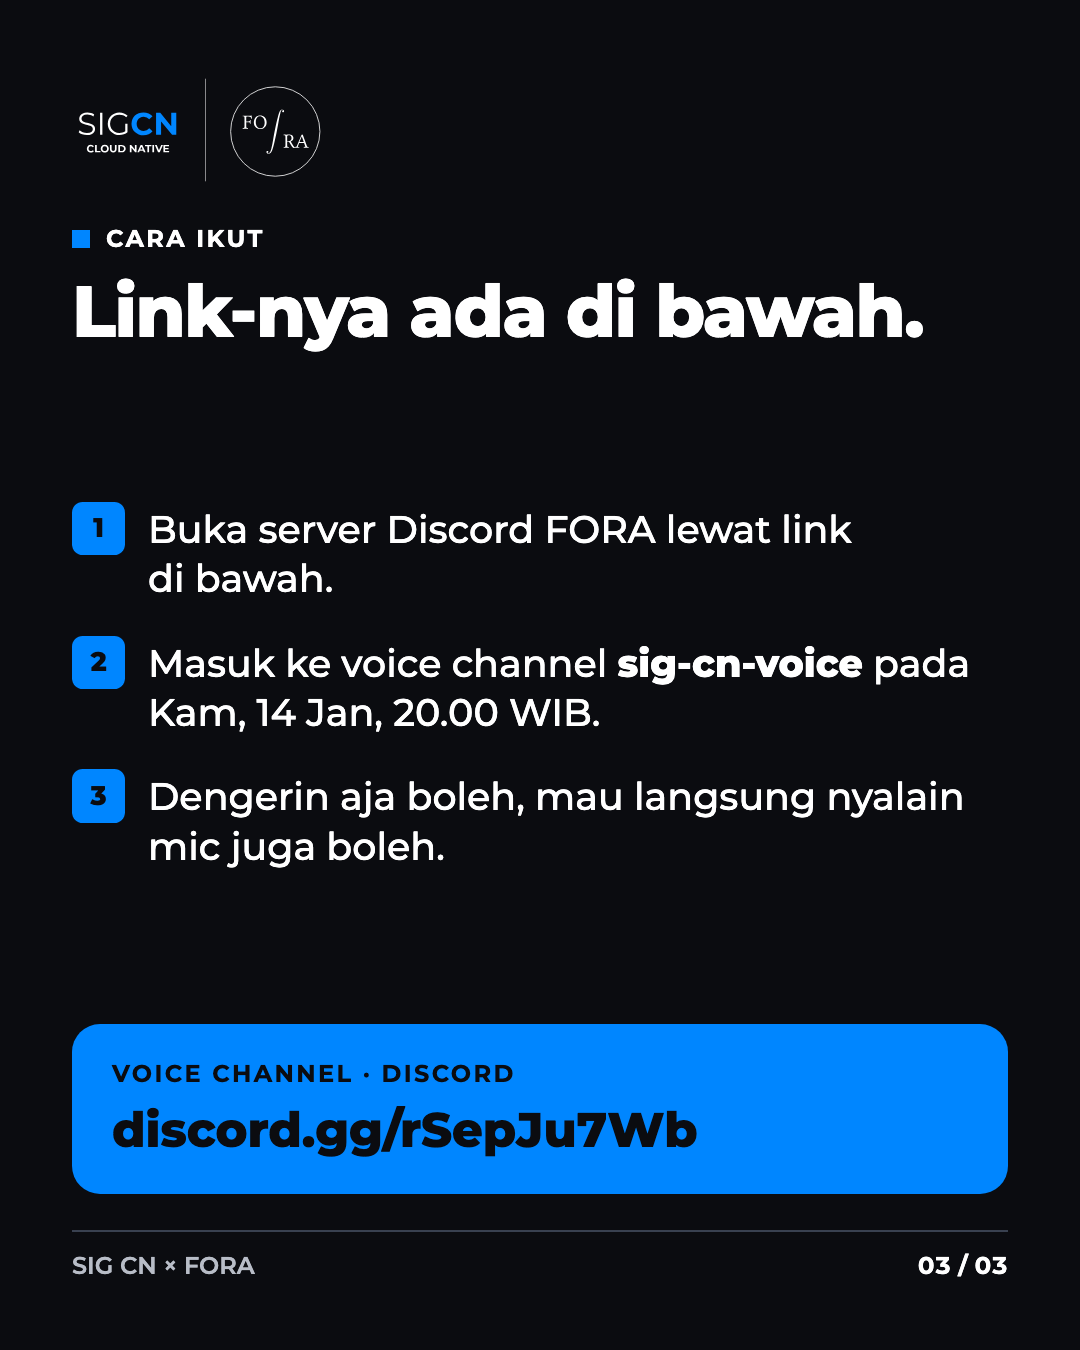 SIGCN
CLOUD NATIVE
FO
RA
CARA IKUT
Link-nya ada di bawah.
1
Buka server Discord FORA lewat link
di bawah.
2
Masuk ke voice channel sig-cn-voice pada
Kam, 14 Jan, 20.00 WIB.
3
Dengerin aja boleh, mau langsung nyalain
mic juga boleh.
VOICE CHANNEL · DISCORD
discord.gg/rSepJu7Wb
SIG CN × FORA
03 / 03